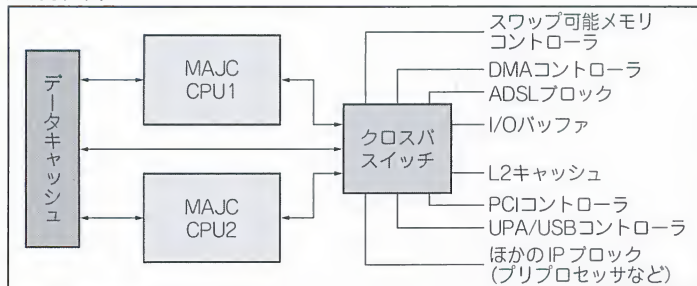 データキャッシュ
MAJC
CPU1
MAJC
CPU2
クロスバ
スイッチ
スワップ可能メモリ
コントローラ
DMAコントローラ
ADSLブロック
I/Oバッファ
L2キャッシュ
PCIコントローラ
UPA/USBコントローラ
ほかのIPブロック
(プリプロセッサなど)